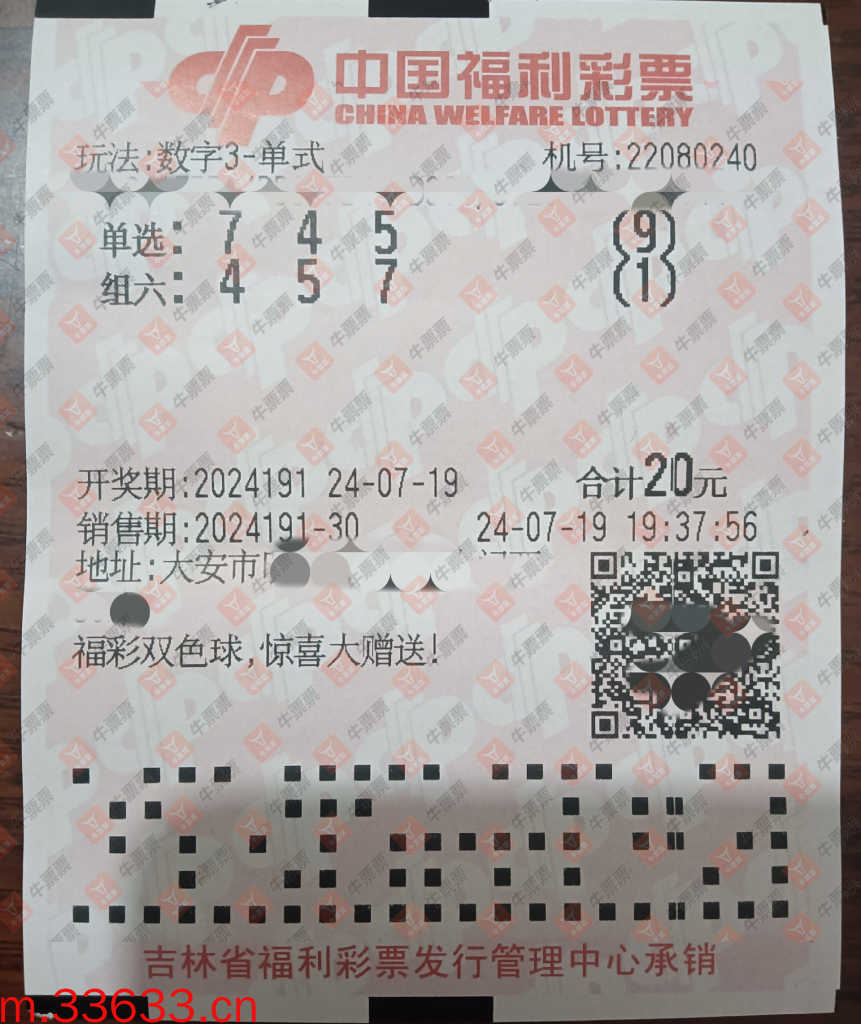 中国福利彩票
CHINA WELFARE LOTTERY
玩法:数字3-单式 机号:22080240
单选: 7 4 5 (9)
组六: 4 5 7 (1)
开奖期:2024191 24-07-19 合计20元
销售期:2024191-30 24-07-19 19:37:56
地址:大安市
福彩双色球,惊喜大赠送!
吉林省福利彩票发行管理中心承销
m.33633.cn
牛票票